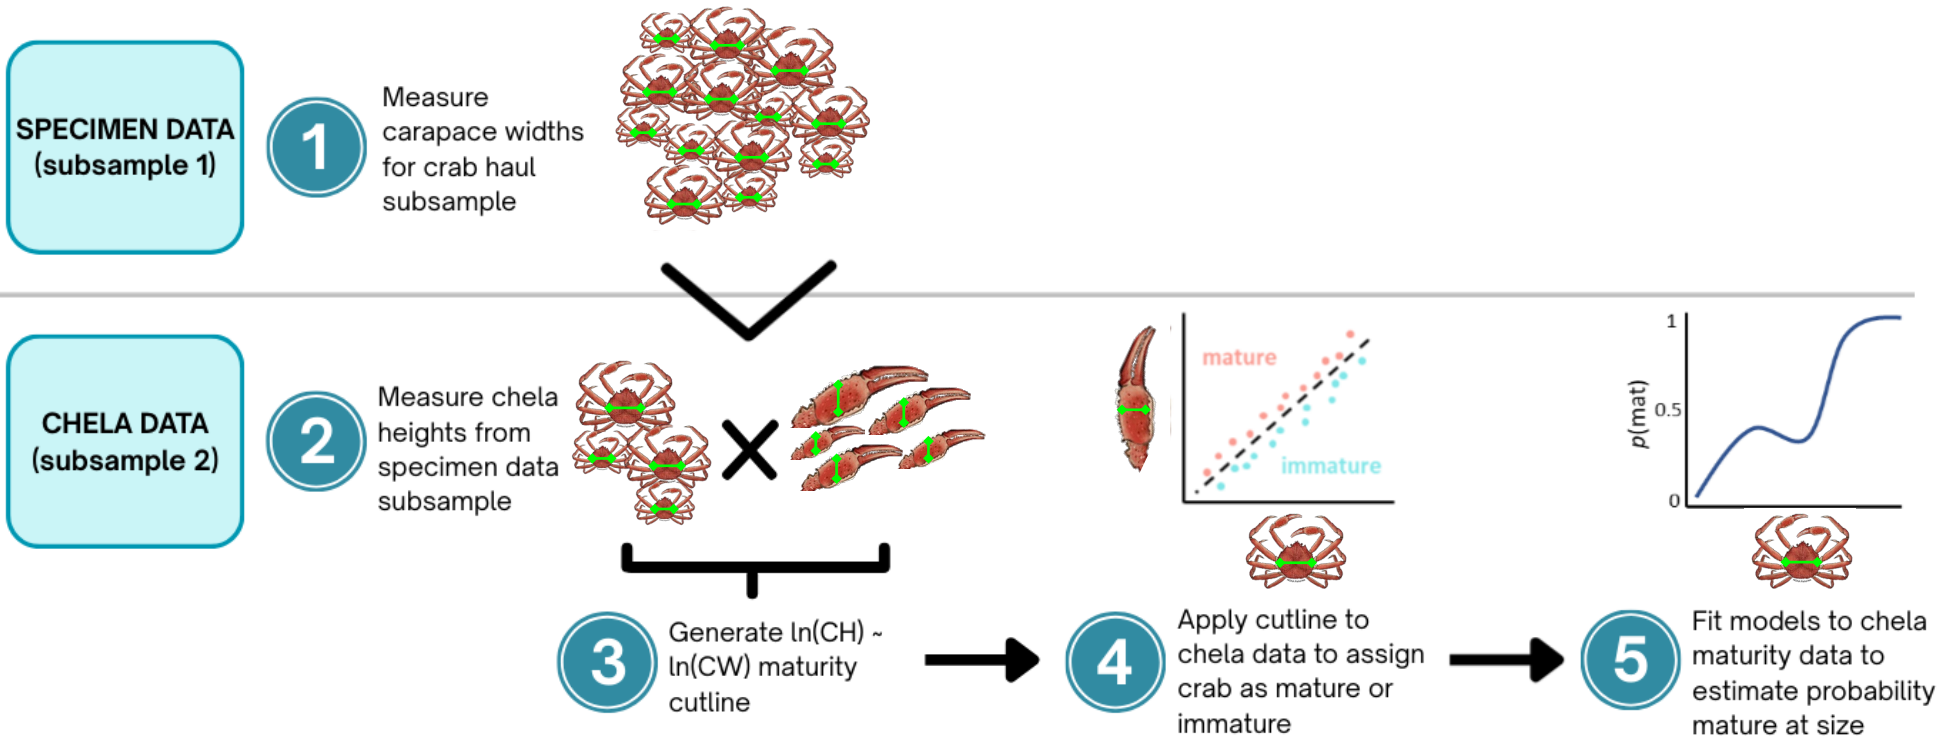 SPECIMEN DATA
(subsample 1)
1
Measure
carapace widths
for crab haul
subsample
CHELA DATA
(subsample 2)
2
Measure chela
heights from
specimen data
subsample
mature
immature
1
0.5
0
p(mat)
3
Generate ln(CH) ~
ln(CW) maturity
cutline
4
Apply cutline to
chela data to assign
crab as mature or
immature
5
Fit models to chela
maturity data to
estimate probability
mature at size